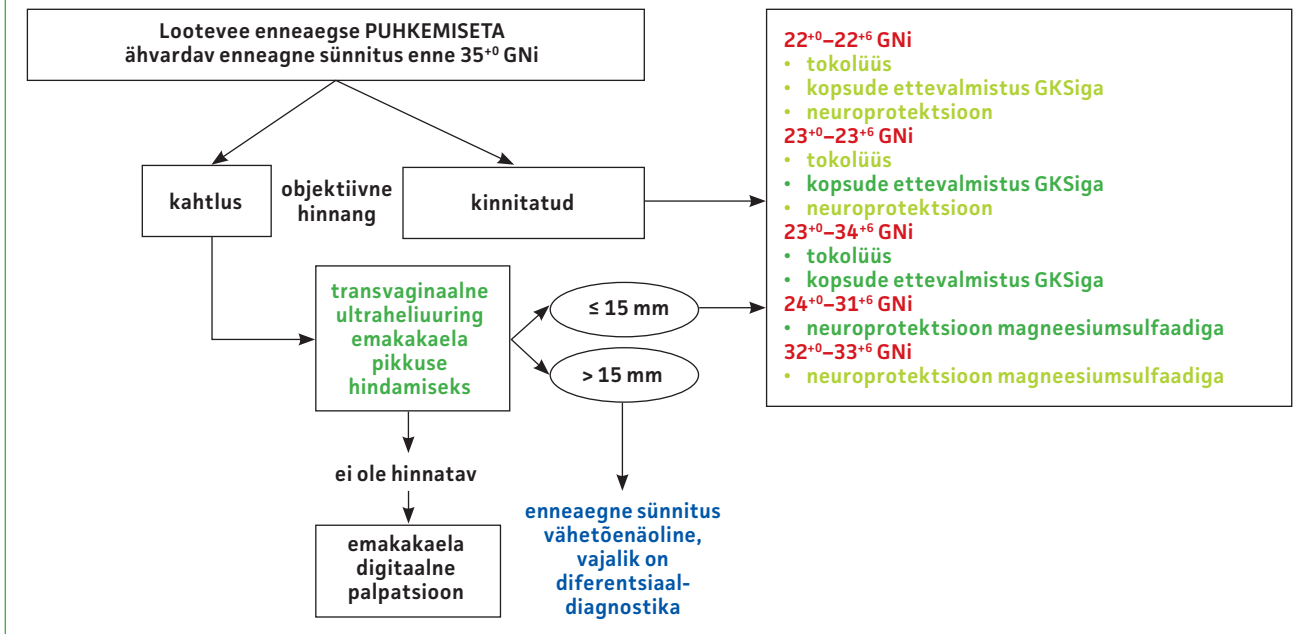 Lootevee enneaegse PUHKEMISETA
ähvardav enneagne sünnitus enne 35⁺⁰ GNi
kahtlus
objektiivne
hinnang
kinnitatud
transvaginaalne
ultraheliuuring
emakakaela
pikkuse
hindamiseks
≤ 15 mm
> 15 mm
ei ole hinnatav
emakakaela
digitaalne
palpatsioon
enneaegne sünnitus
vähetõenäoline,
vajalik on
diferentsiaal-
diagnostika
22⁺⁰–22⁺⁶ GNi
• tokolüüs
• kopsude ettevalmistus GKSiga
• neuroprotektsioon
23⁺⁰–23⁺⁶ GNi
• tokolüüs
• kopsude ettevalmistus GKSiga
• neuroprotektsioon
23⁺⁰–34⁺⁶ GNi
• tokolüüs
• kopsude ettevalmistus GKSiga
24⁺⁰–31⁺⁶ GNi
• neuroprotektsioon magneesiumsulfaadiga
32⁺⁰–33⁺⁶ GNi
• neuroprotektsioon magneesiumsulfaadiga